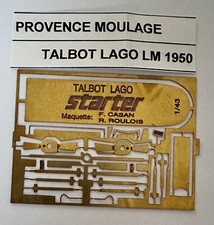 PROVENCE MOULAGE
TALBOT LAGO LM 1950
TALBOT LAGO
starter
Maquette: F. CASAN
R. ROULOIS
1/43